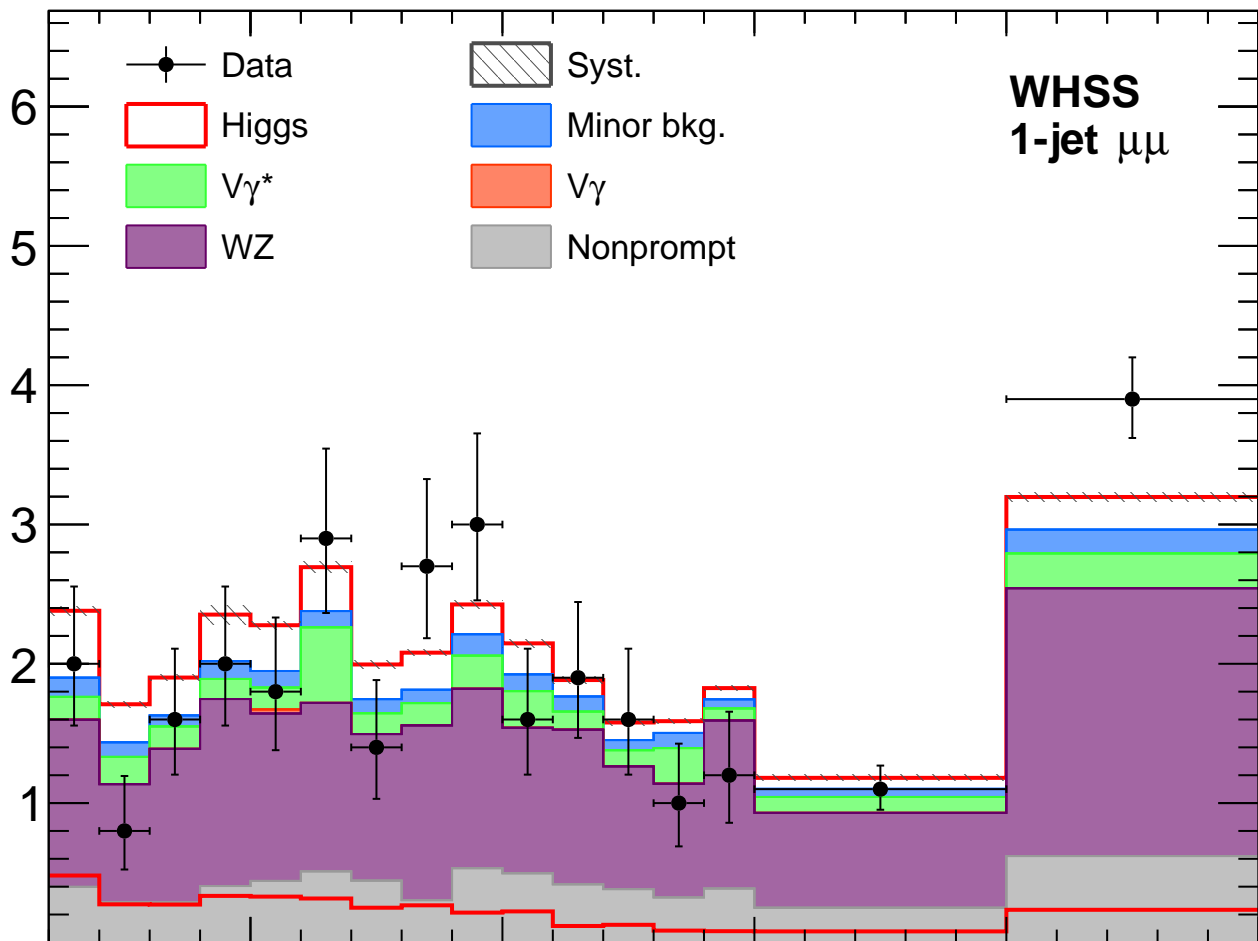 Data
Syst.
WHSS
1-jet μμ
Higgs
Minor bkg.
Vγ*
Vγ
WZ
Nonprompt
6
5
4
3
2
1